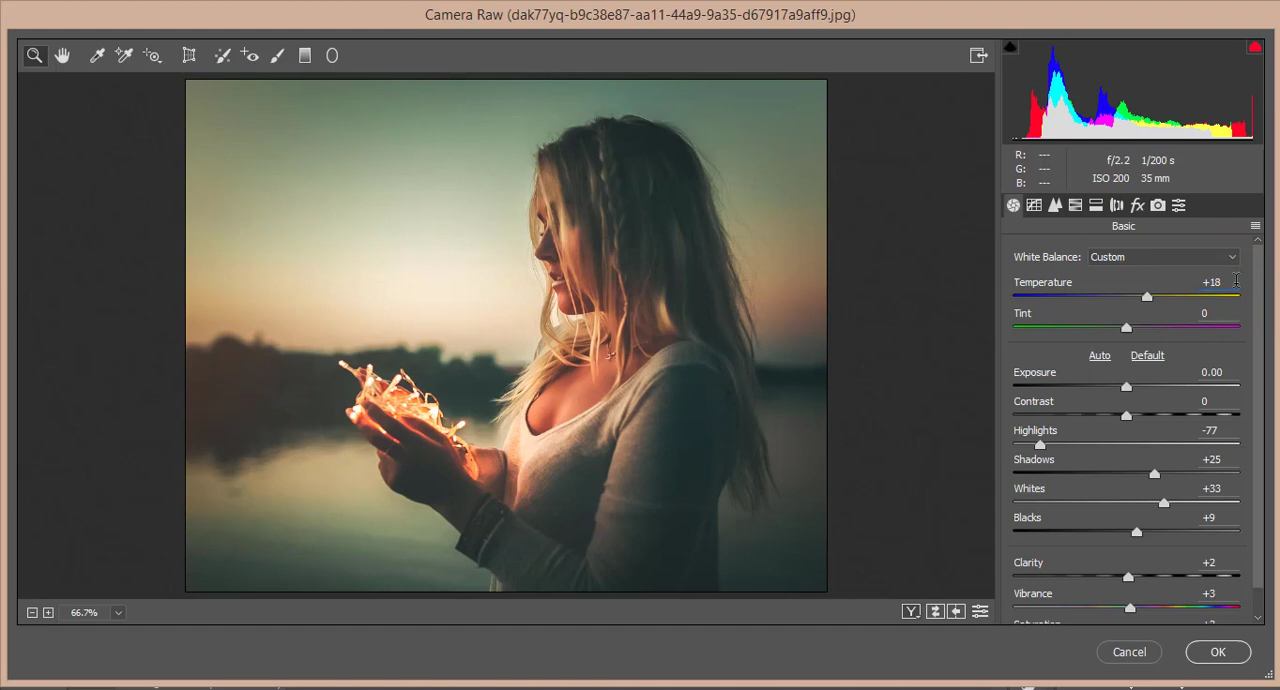 Camera Raw (dak77yq-b9c38e87-aa11-44a9-9a35-d67917a9aff9.jpg)
R: ---
G: ---
B: ---
f/2.2 1/200 s
ISO 200 35 mm
fx
Basic
White Balance: Custom
Temperature +18
Tint 0
Auto Default
Exposure 0.00
Contrast 0
Highlights -77
Shadows +25
Whites +33
Blacks +9
Clarity +2
Vibrance +3
66.7%
Y
Cancel OK